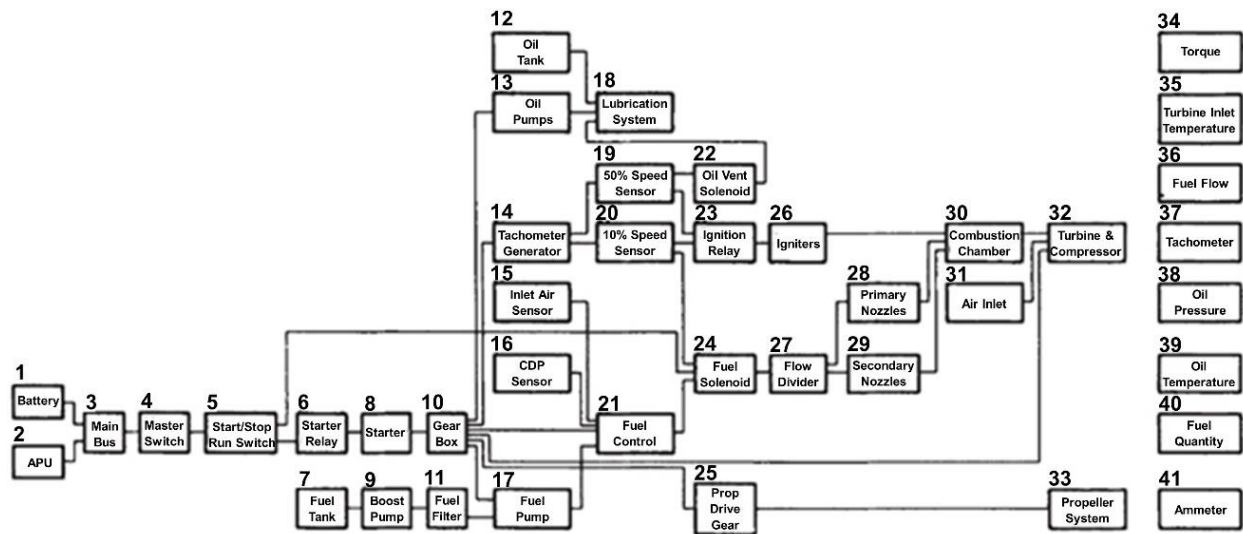 12
Oil
Tank
34
Torque
13
Oil
Pumps
18
Lubrication
System
35
Turbine Inlet
Temperature
19
50% Speed
Sensor
22
Oil Vent
Solenoid
36
Fuel Flow
14
Tachometer
Generator
20
10% Speed
Sensor
23
Ignition
Relay
26
Igniters
30
Combustion
Chamber
32
Turbine &
Compressor
37
Tachometer
15
Inlet Air
Sensor
28
Primary
Nozzles
31
Air Inlet
38
Oil
Pressure
16
CDP
Sensor
24
Fuel
Solenoid
27
Flow
Divider
29
Secondary
Nozzles
39
Oil
Temperature
1
Battery
2
APU
3
Main
Bus
4
Master
Switch
5
Start/Stop
Run Switch
6
Starter
Relay
8
Starter
10
Gear
Box
21
Fuel
Control
40
Fuel
Quantity
7
Fuel
Tank
9
Boost
Pump
11
Fuel
Filter
17
Fuel
Pump
25
Prop
Drive
Gear
33
Propeller
System
41
Ammeter